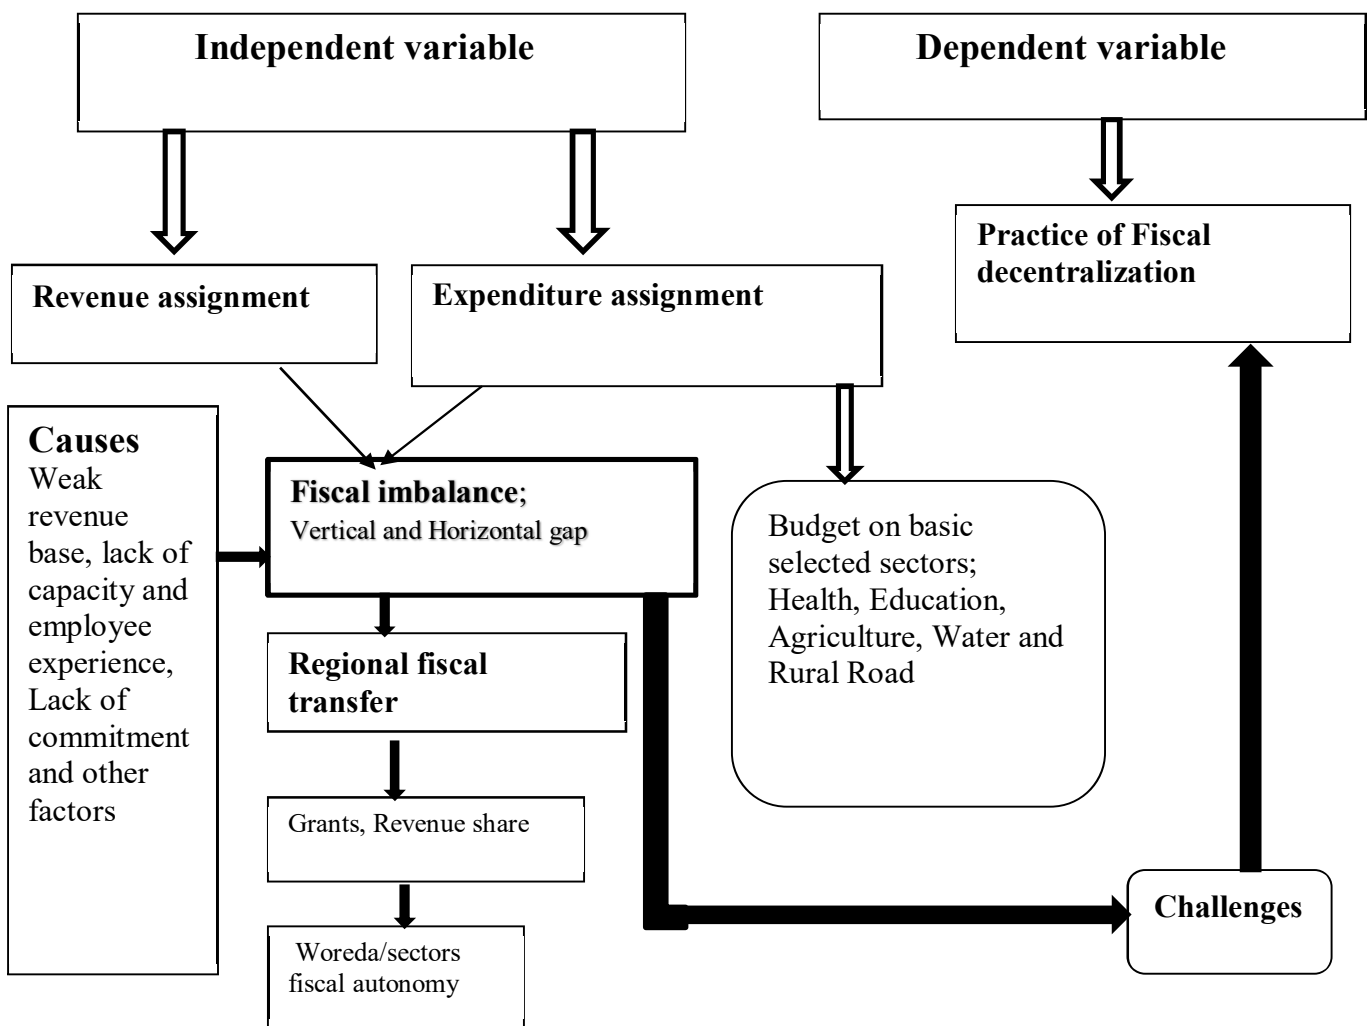 Independent variable
Dependent variable
Revenue assignment
Expenditure assignment
Practice of Fiscal
decentralization
Causes
Weak
revenue
base, lack of
capacity and
employee
experience,
Lack of
commitment
and other
factors
Fiscal imbalance;
Vertical and Horizontal gap
Budget on basic
selected sectors;
Health, Education,
Agriculture, Water and
Rural Road
Regional fiscal
transfer
Grants, Revenue share
Woreda/sectors
fiscal autonomy
Challenges